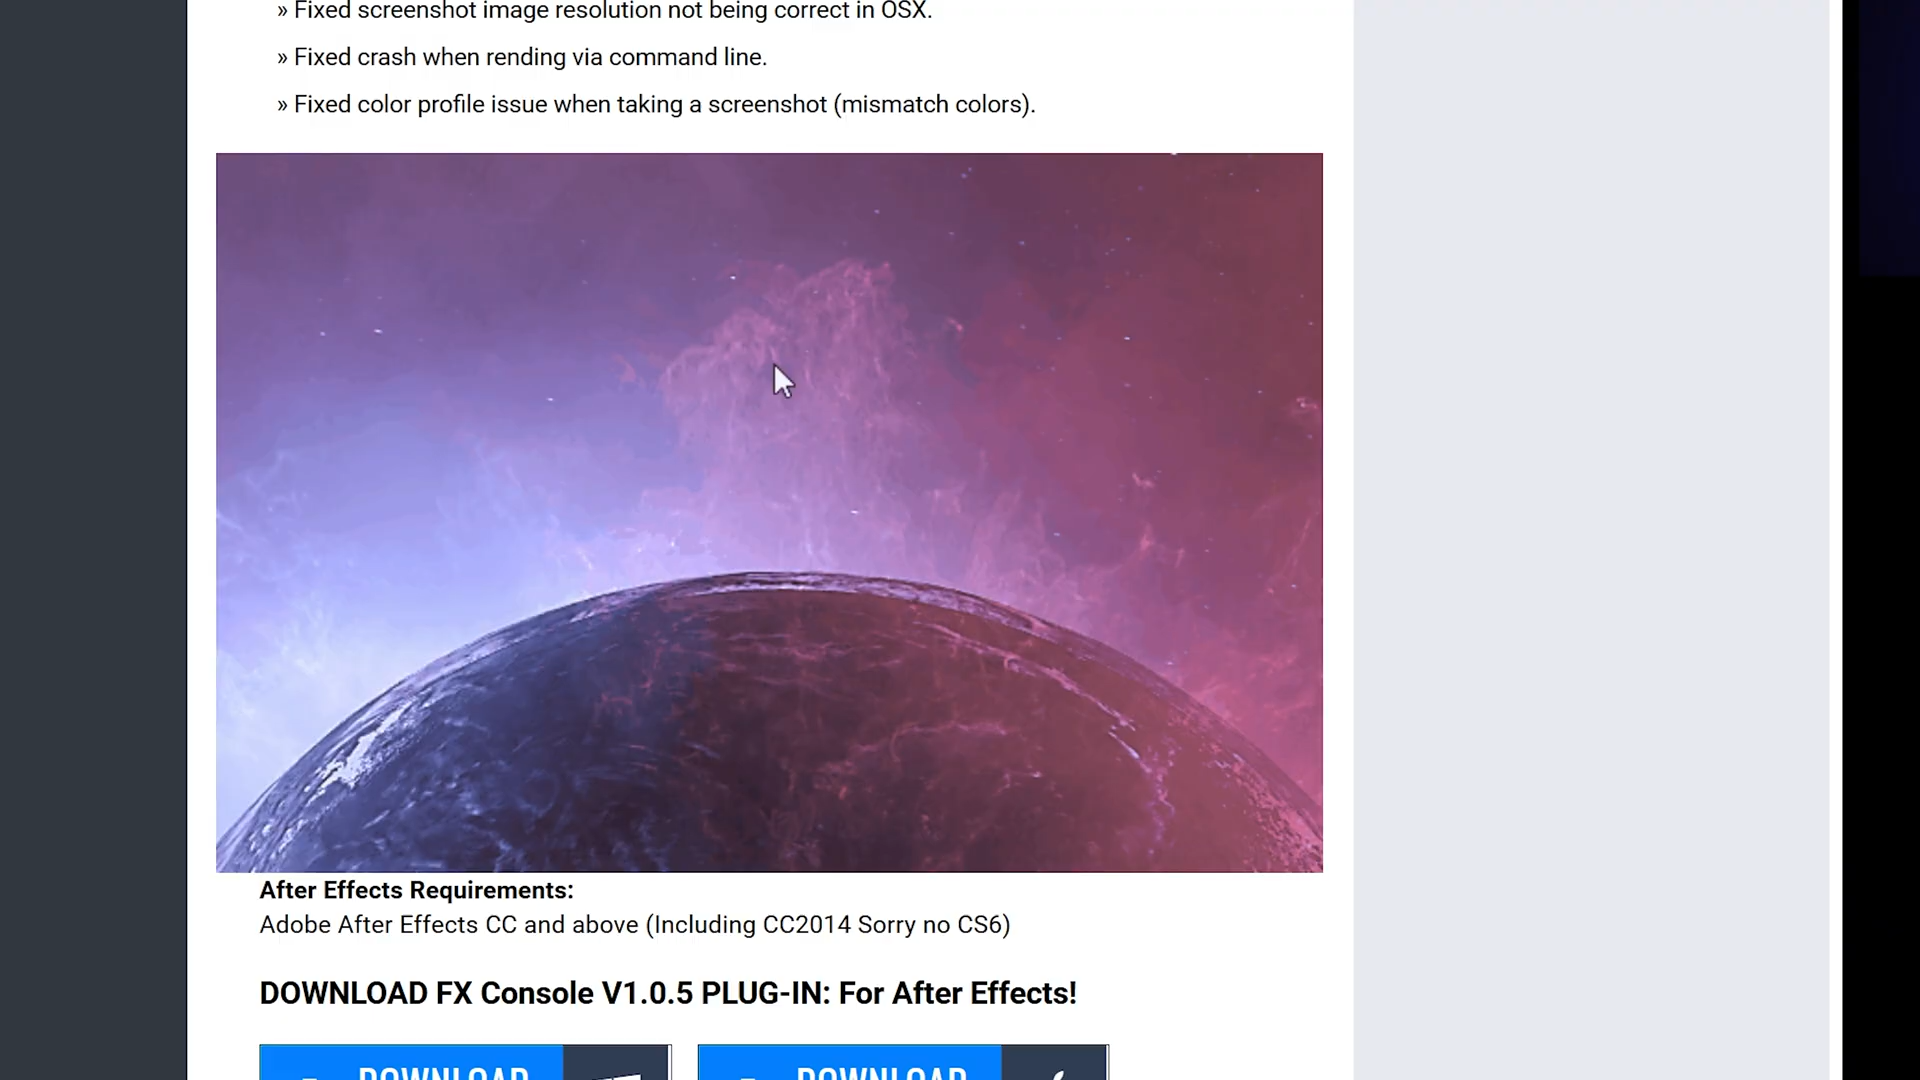 » Fixed screenshot image resolution not being correct in OSX.
» Fixed crash when rending via command line.
» Fixed color profile issue when taking a screenshot (mismatch colors).
After Effects Requirements:
Adobe After Effects CC and above (Including CC2014 Sorry no CS6)
DOWNLOAD FX Console V1.0.5 PLUG-IN: For After Effects!
DOWNLOAD DOWNLOAD